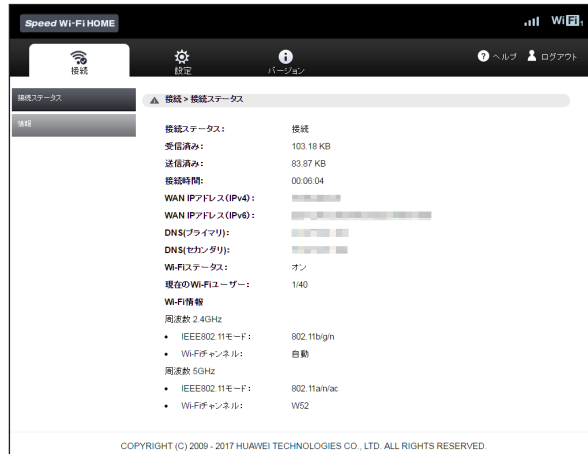 Speed Wi-Fi HOME
WiFi
接続
設定
バージョン
ヘルプ
ログアウト
接続ステータス
情報
接続 > 接続ステータス
接続ステータス： 接続
受信済み： 103.18 KB
送信済み： 83.87 KB
接続時間： 00:06:04
WAN IPアドレス(IPv4)：
WAN IPアドレス(IPv6)：
DNS(プライマリ)：
DNS(セカンダリ)：
Wi-Fiステータス： オン
現在のWi-Fiユーザー： 1/40
Wi-Fi情報
周波数 2.4GHz
• IEEE802.11モード： 802.11b/g/n
• Wi-Fiチャンネル： 自動
周波数 5GHz
• IEEE802.11モード： 802.11a/n/ac
• Wi-Fiチャンネル： W52
COPYRIGHT (C) 2009 - 2017 HUAWEI TECHNOLOGIES CO., LTD. ALL RIGHTS RESERVED.